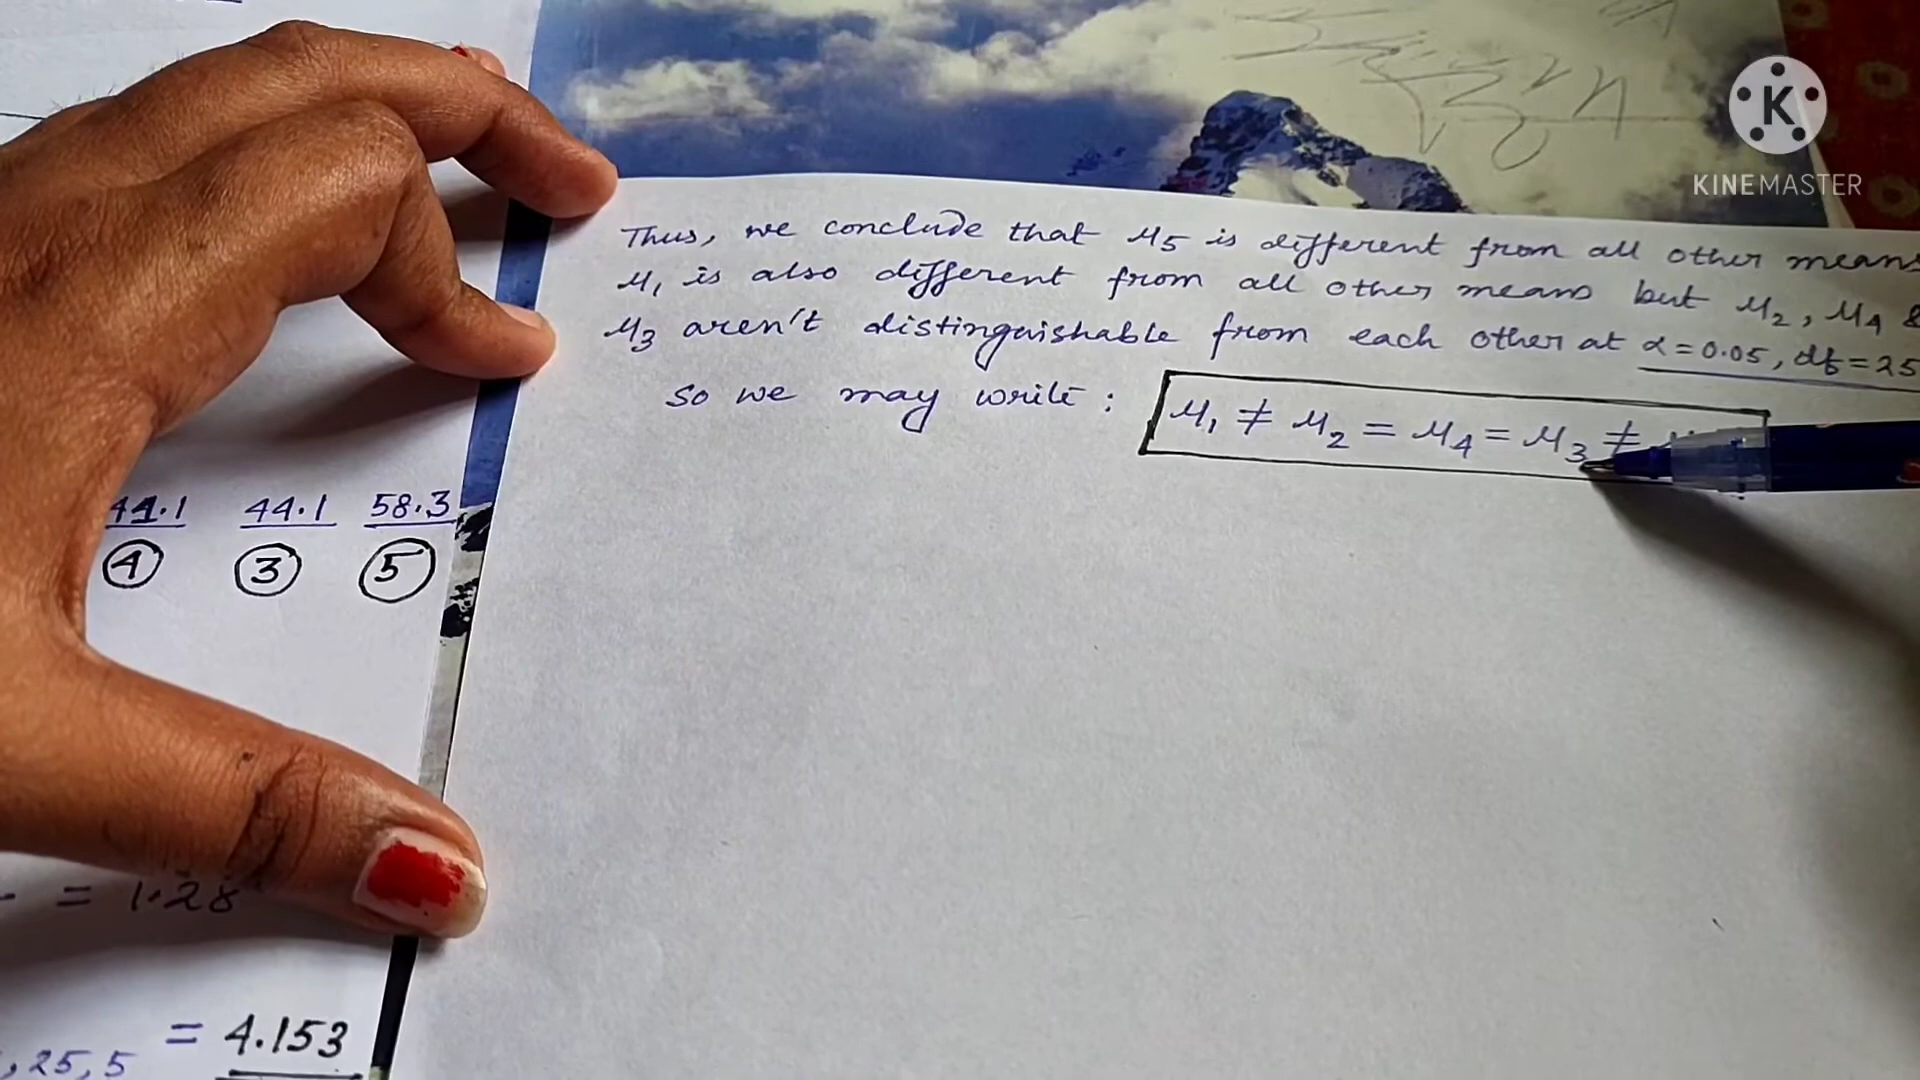 KINEMASTER
Thus, we conclude that μ5 is different from all other means
μ1 is also different from all other means but μ2, μ4 &
μ3 aren't distinguishable from each other at α = 0.05, df = 25
So we may write : μ1 ≠ μ2 = μ4 = μ3 ≠
41.1 44.1 58.3
4 3 5
= 1.28
= 4.153
, 25, 5